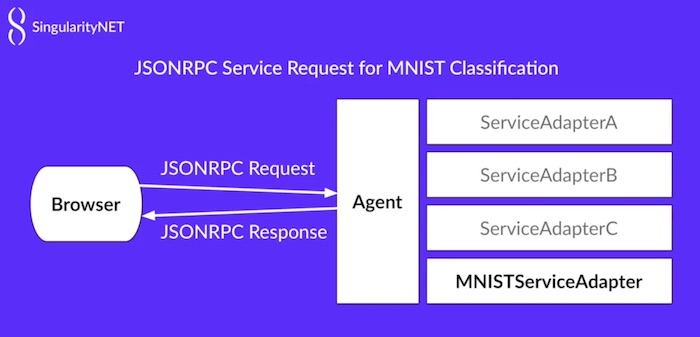 SingularityNET
JSONRPC Service Request for MNIST Classification
Browser
JSONRPC Request
JSONRPC Response
Agent
ServiceAdapterA
ServiceAdapterB
ServiceAdapterC
MNISTServiceAdapter